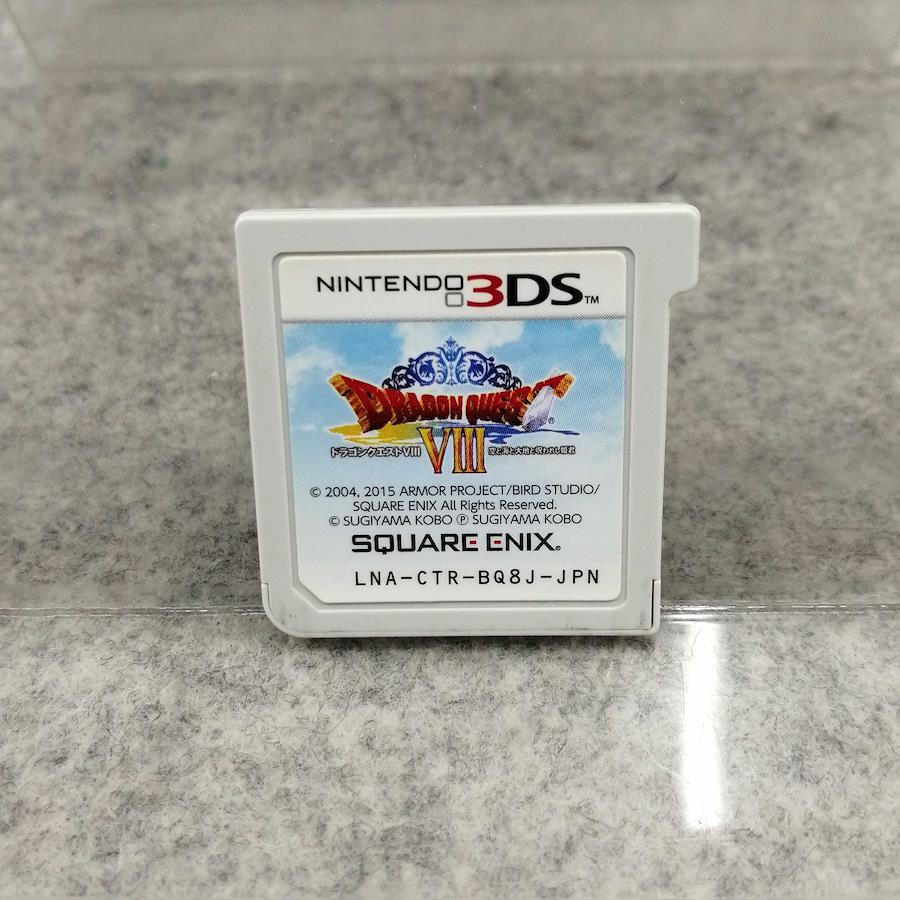 NINTENDO 3DS TM
DRAGON QUEST ®
VIII
ドラゴンクエストVIII 空と海と大地と呪われし姫君
© 2004, 2015 ARMOR PROJECT/BIRD STUDIO/
SQUARE ENIX All Rights Reserved.
© SUGIYAMA KOBO ℗ SUGIYAMA KOBO
SQUARE ENIX®
LNA-CTR-BQ8J-JPN